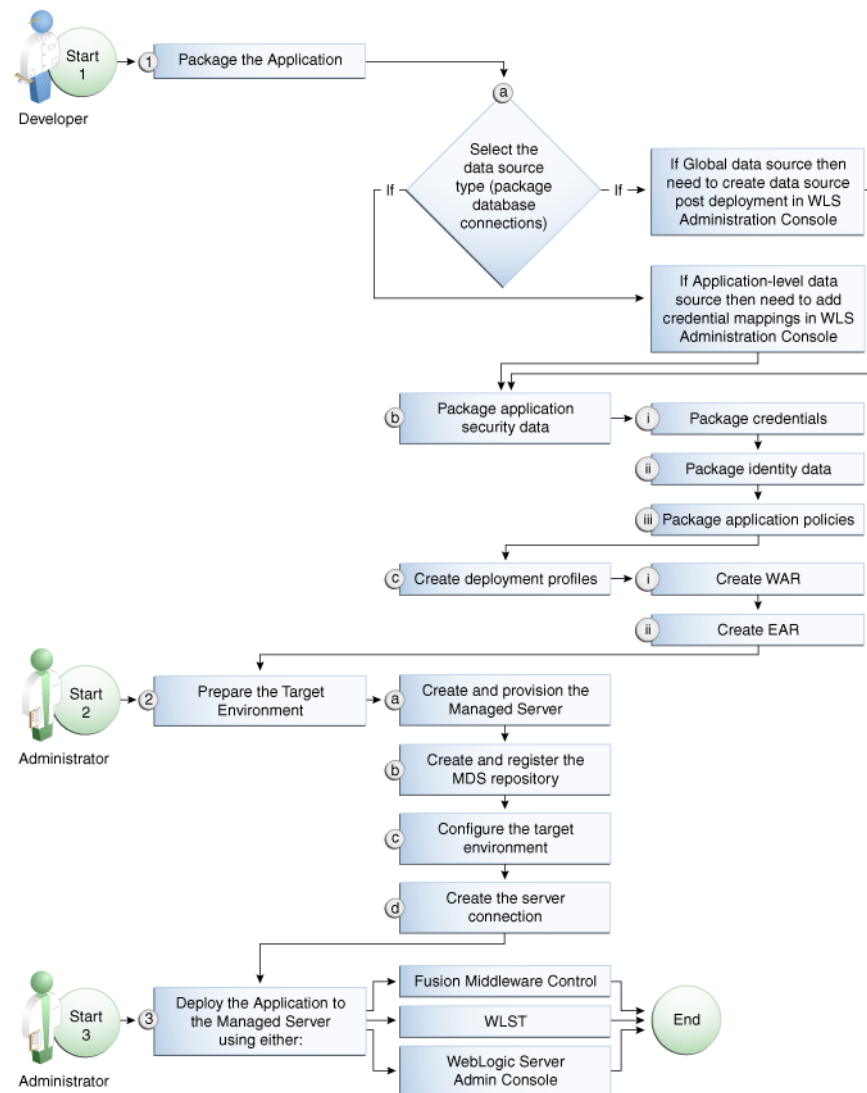 Start
1
Developer
1
Package the Application
a
Select the
data source
type (package
database
connections)
If
If
If Global data source then
need to create data source
post deployment in WLS
Administration Console
If Application-level data
source then need to add
credential mappings in WLS
Administration Console
b
Package application
security data
i
Package credentials
ii
Package identity data
iii
Package application policies
c
Create deployment profiles
i
Create WAR
ii
Create EAR
Start
2
Administrator
2
Prepare the Target
Environment
a
Create and provision the
Managed Server
b
Create and register the
MDS repository
c
Configure the target
environment
d
Create the server
connection
Start
3
Administrator
3
Deploy the Application to
the Managed Server
using either:
Fusion Middleware Control
WLST
WebLogic Server
Admin Console
End